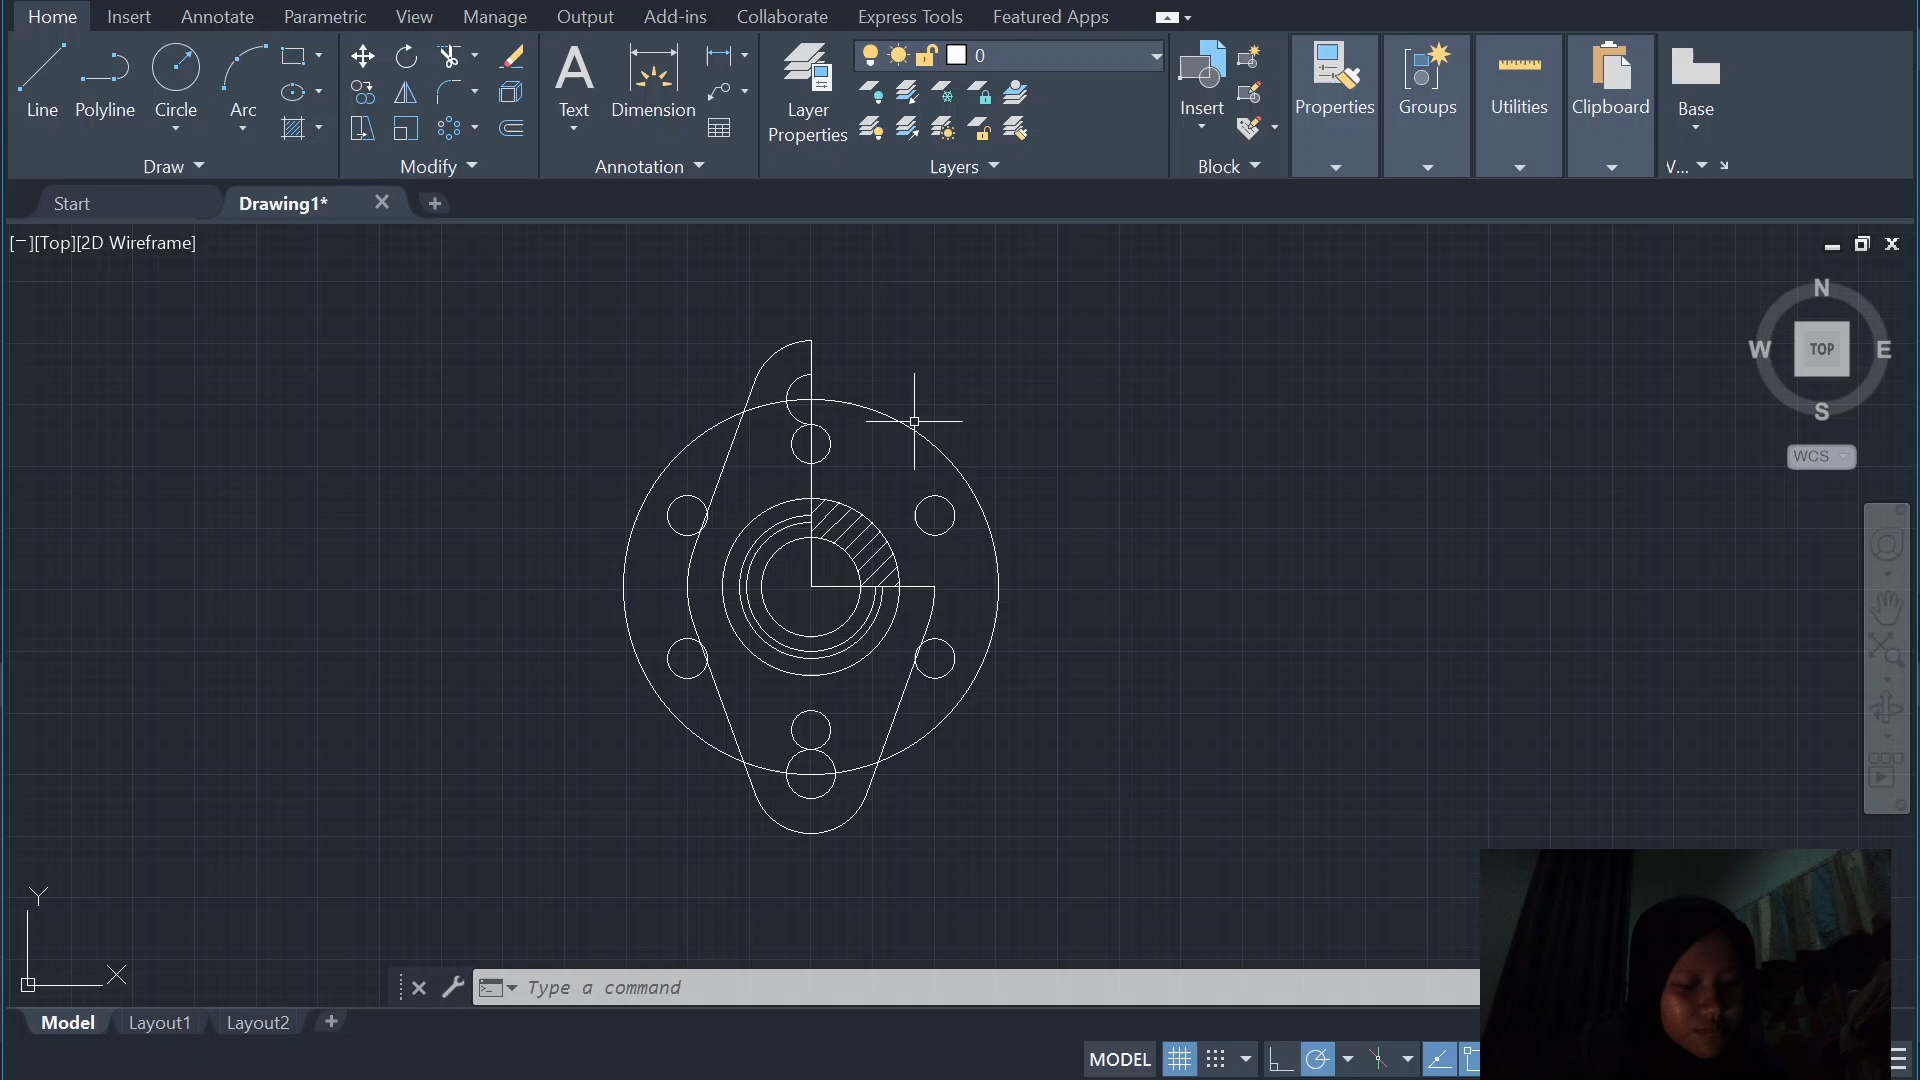 Home Insert Annotate Parametric View Manage Output Add-ins Collaborate Express Tools Featured Apps
Line Polyline Circle Arc
Text Dimension
Layer Properties
0
Insert
Properties Groups Utilities Clipboard Base
Draw Modify Annotation Layers Block V...
Start Drawing1*
[−][Top][2D Wireframe]
N
W TOP E
S
WCS
Y
X
Type a command
Model Layout1 Layout2
MODEL